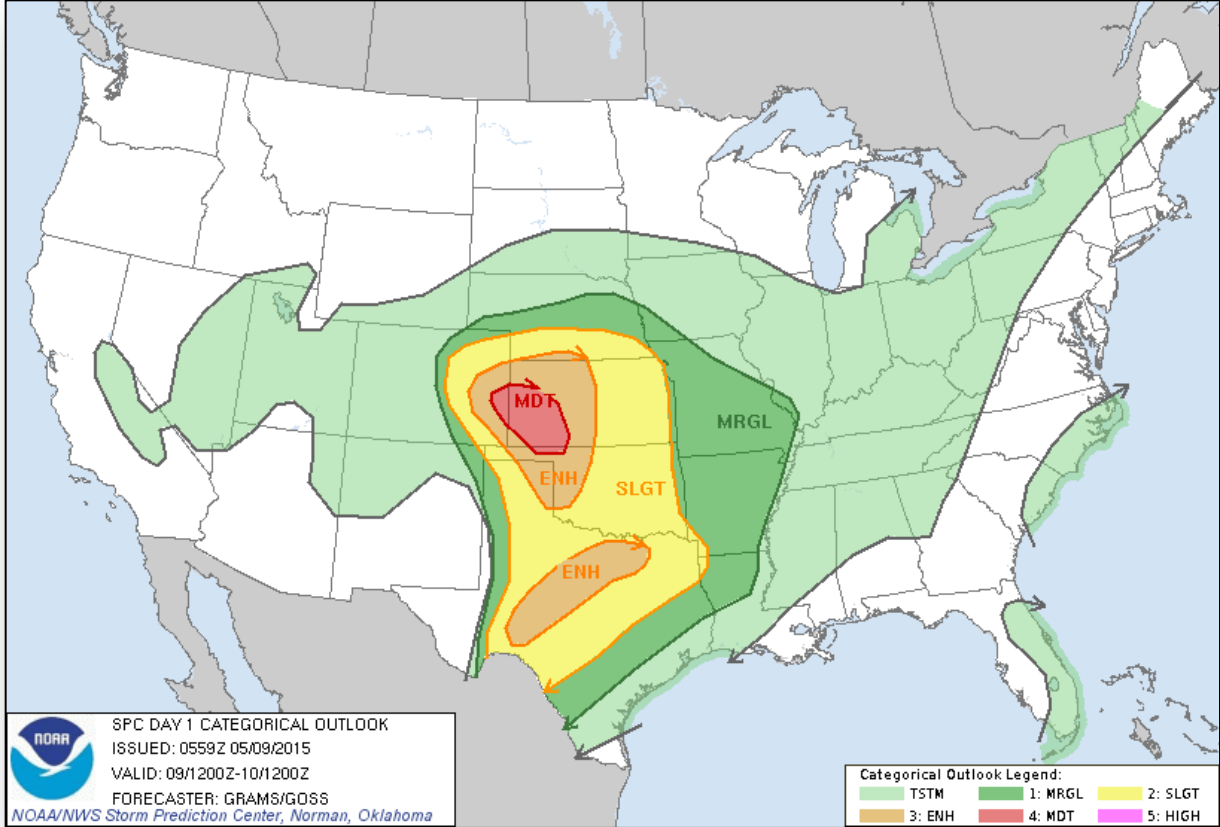 MDT
MRGL
ENH
SLGT
ENH
NOAA
SPC DAY 1 CATEGORICAL OUTLOOK
ISSUED: 0559Z 05/09/2015
VALID: 09/1200Z-10/1200Z
FORECASTER: GRAMS/GOSS
NOAA/NWS Storm Prediction Center, Norman, Oklahoma
Categorical Outlook Legend:
TSTM 1: MRGL 2: SLGT
3: ENH 4: MDT 5: HIGH